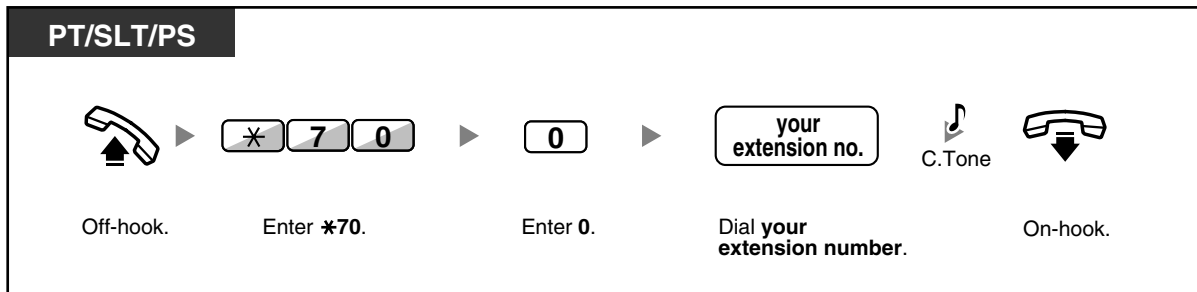 PT/SLT/PS
* 7 0
0
your
extension no.
C.Tone
Off-hook.
Enter *70.
Enter 0.
Dial your
extension number.
On-hook.